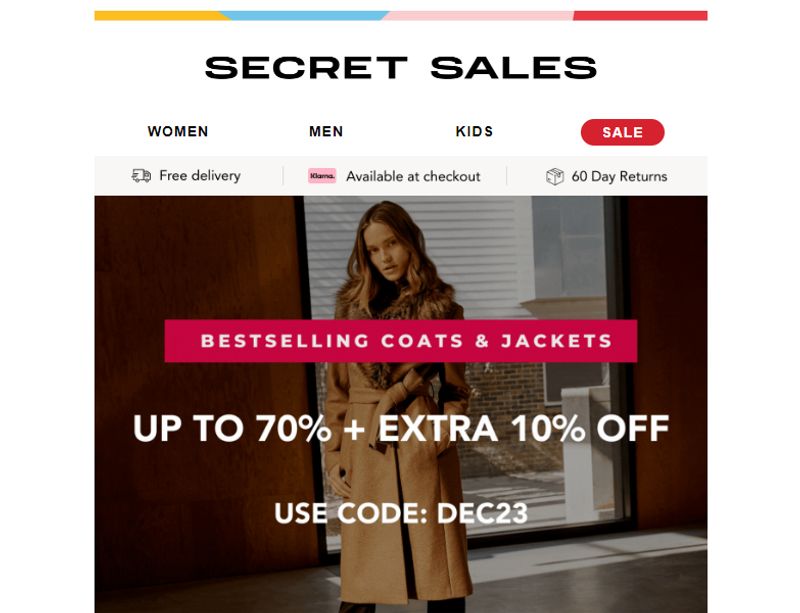 SECRET SALES
WOMEN MEN KIDS SALE
Free delivery Klarna. Available at checkout 60 Day Returns
BESTSELLING COATS & JACKETS
UP TO 70% + EXTRA 10% OFF
USE CODE: DEC23